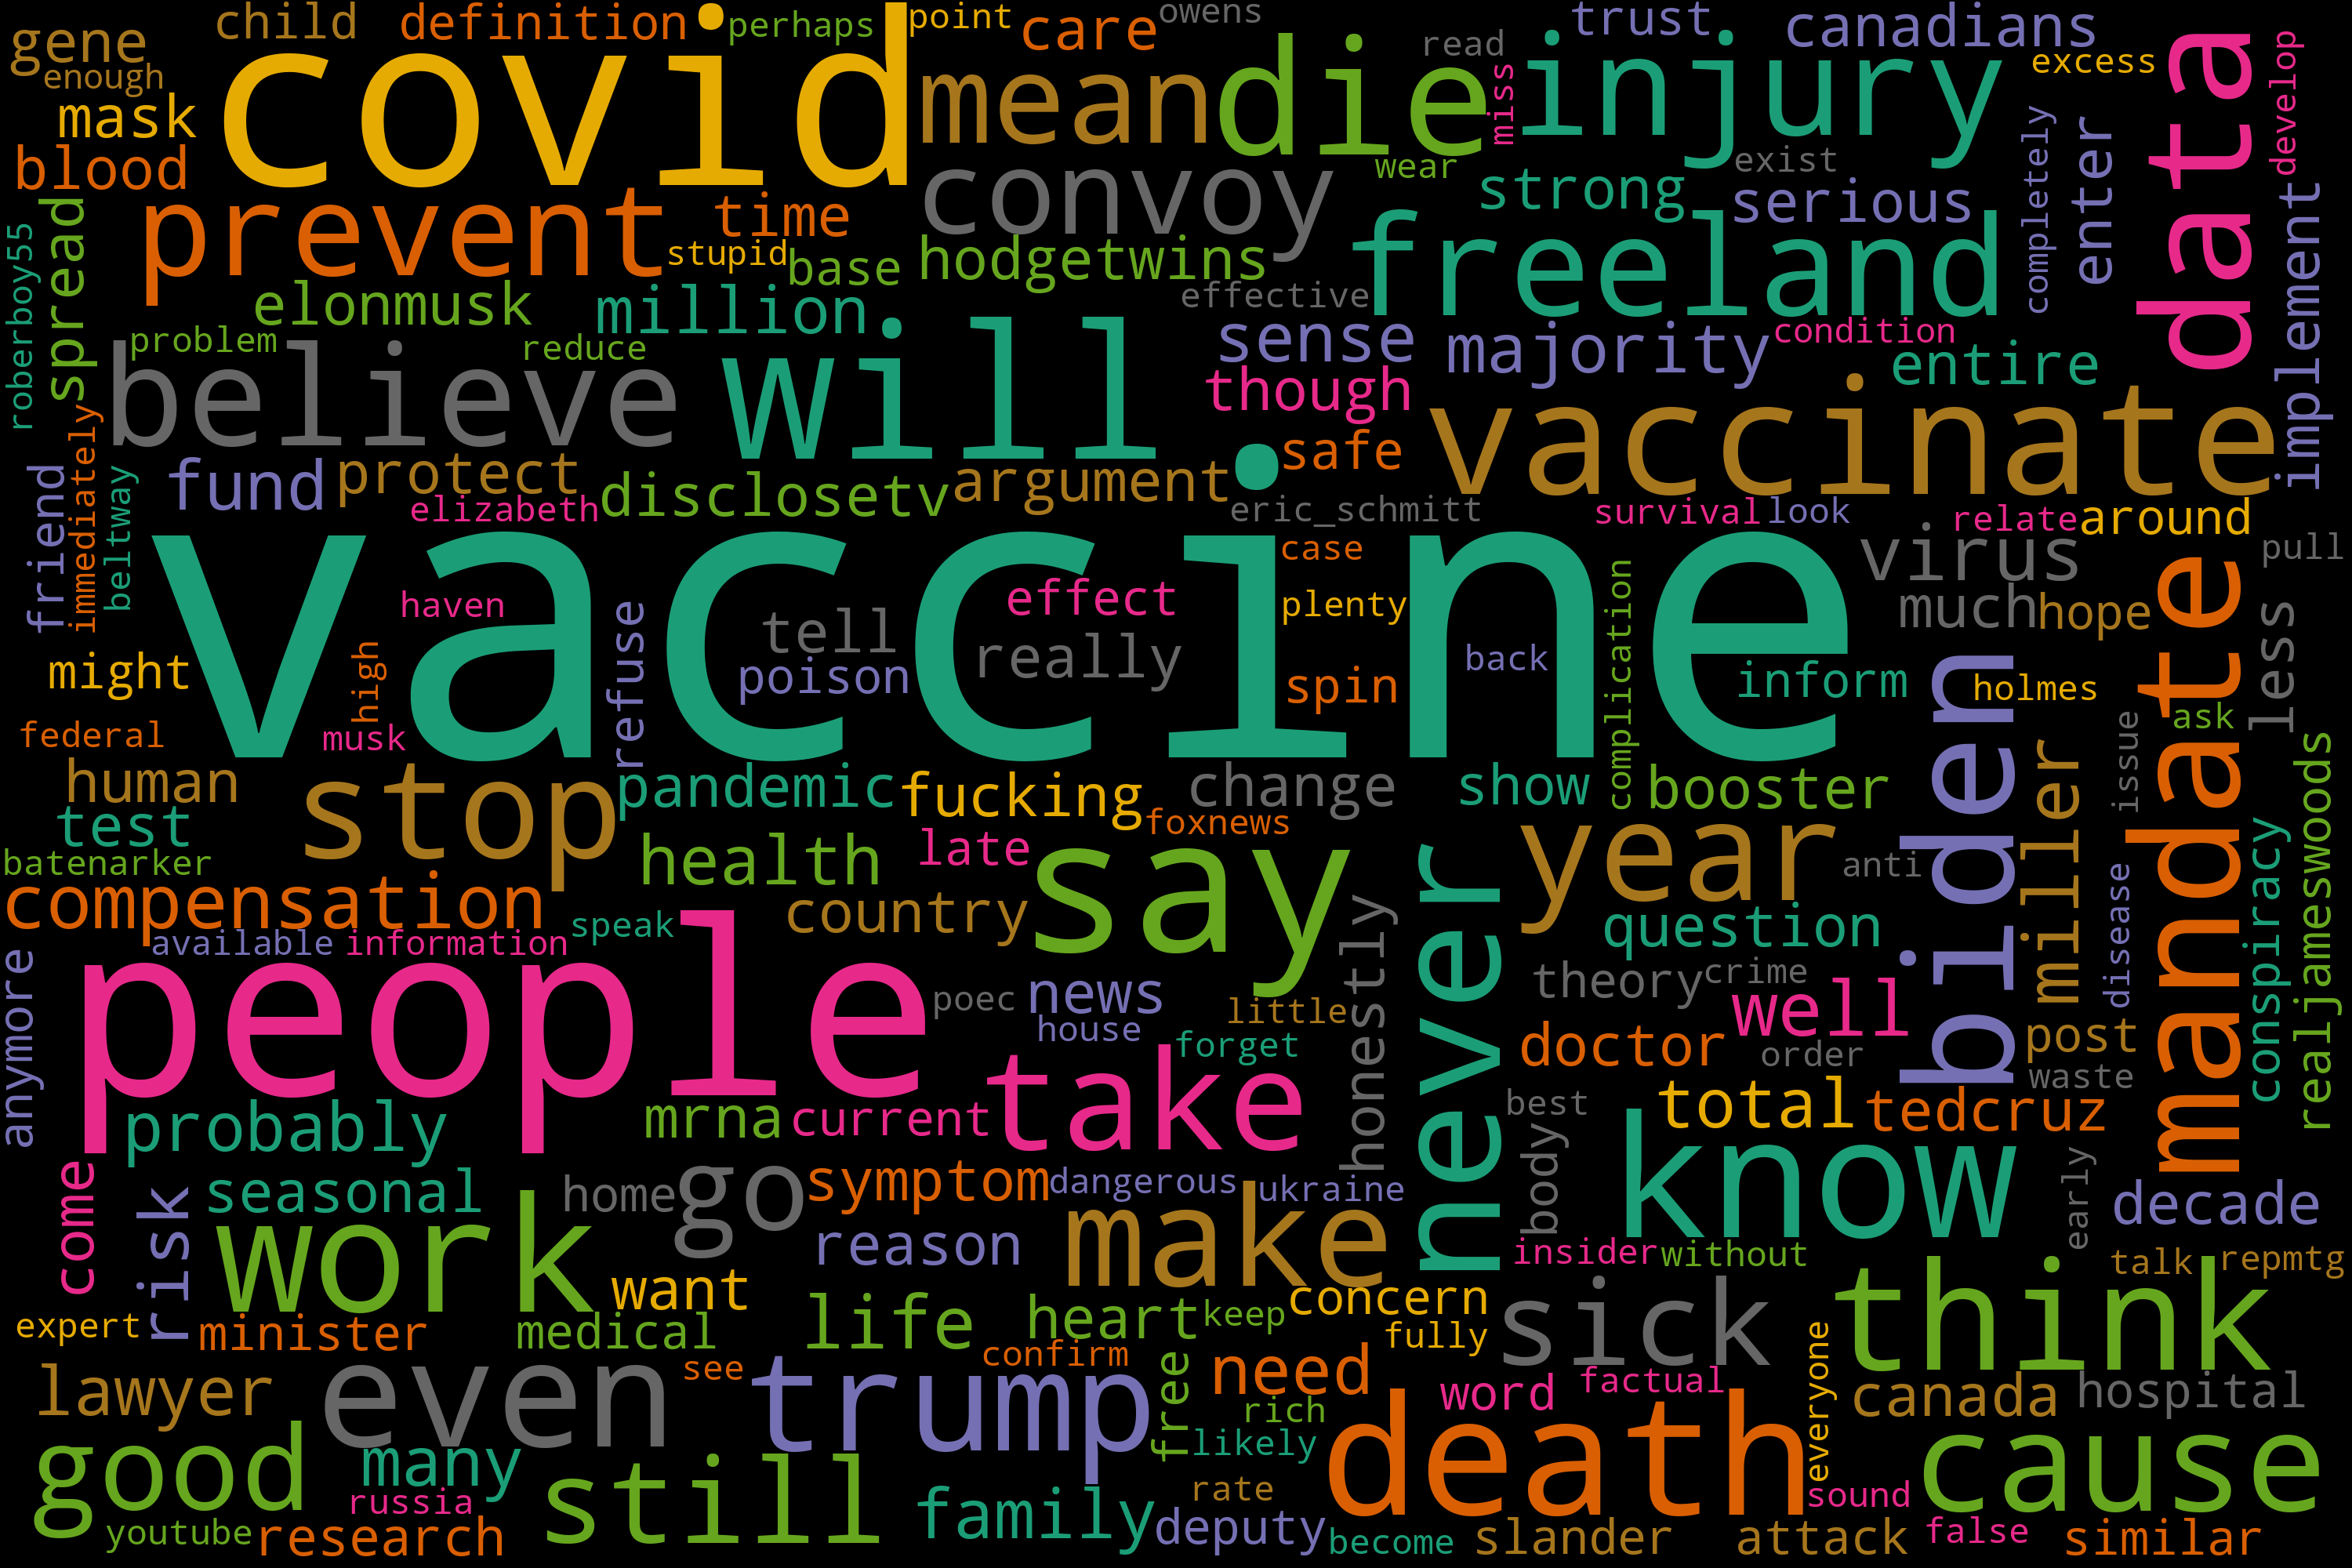 gene
child
definition
covid
perhaps
point
owens
care
mean
die
read
miss
injury
trust
canadians
excess
data
develop
enough
mask
blood
prevent
time
stupid
base
convoy
hodgetwins
wear
strong
exist
serious
freeland
completely
enter
implement
roberboy55
spread
elonmusk
million
effective
sense
majority
condition
entire
problem
reduce
believe
will
though
safe
vaccinate
friend
immediately
beltway
fund
protect
elizabeth
disclosetv
argument
eric_schmitt
survival
look
relate
around
vaccine
haven
effect
case
plenty
complication
virus
pull
much
hope
less
might
high
refuse
tell
poison
really
spin
back
inform
holmes
federal
musk
biden
mandate
ask
human
stop
pandemic
fucking
change
show
booster
miller
issue
realjameswoods
test
batenarker
health
late
foxnews
say
year
anti
conspiracy
compensation
speak
country
honestly
never
question
disease
available
information
people
anymore
poec
news
house
little
forget
theory
crime
well
doctor
order
post
waste
probably
mrna
current
take
best
total
tedcruz
come
risk
seasonal
work
home
go
symptom
dangerous
ukraine
body
know
early
decade
make
reason
insider
without
talk
repmtg
want
life
heart
keep
concern
fully
sick
think
expert
minister
medical
lawyer
even
see
trump
confirm
free
need
rich
likely
word
factual
everyone
canada
hospital
good
many
russia
still
family
rate
death
sound
cause
youtube
research
deputy
become
slander
attack
false
similar